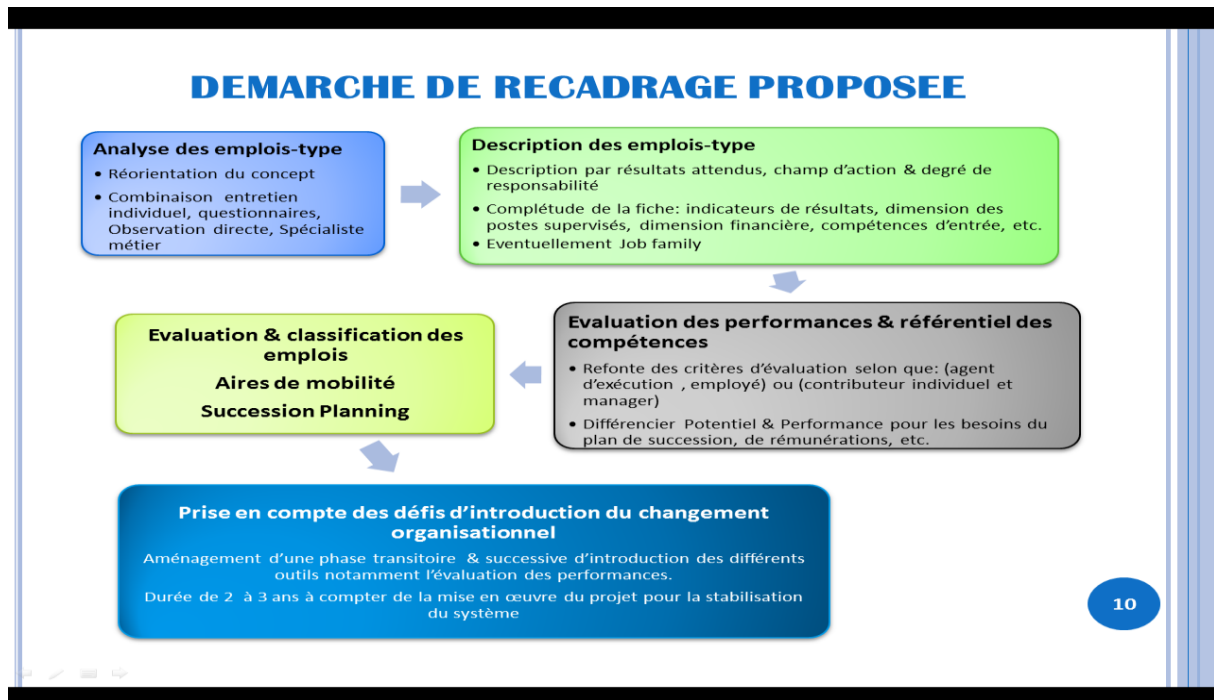 DEMARCHE DE RECADRAGE PROPOSEE
Analyse des emplois-type
• Réorientation du concept
• Combinaison entretien
individuel, questionnaires,
Observation directe, Spécialiste
métier
Description des emplois-type
• Description par résultats attendus, champ d'action & degré de
responsabilité
• Complétude de la fiche: indicateurs de résultats, dimension des
postes supervisés, dimension financière, compétences d'entrée, etc.
• Eventuellement Job family
Evaluation des performances & référentiel des
compétences
• Refonte des critères d'évaluation selon que: (agent
d'exécution , employé) ou (contributeur individuel et
manager)
• Différencier Potentiel & Performance pour les besoins du
plan de succession, de rémunérations, etc.
Evaluation & classification des
emplois
Aires de mobilité
Succession Planning
Prise en compte des défis d'introduction du changement
organisationnel
Aménagement d'une phase transitoire & successive d'introduction des différents
outils notamment l'évaluation des performances.
Durée de 2 à 3 ans à compter de la mise en œuvre du projet pour la stabilisation
du système
10